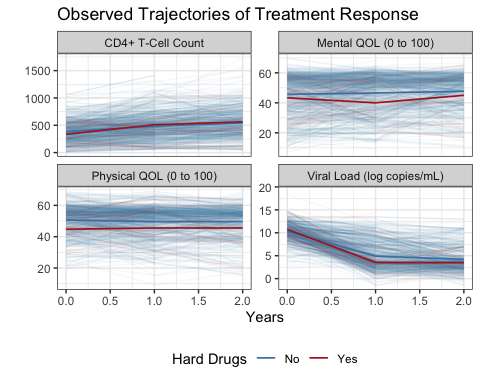 Observed Trajectories of Treatment Response
CD4+ T-Cell Count
Mental QOL (0 to 100)
1500
1000
500
0
60
40
20
Physical QOL (0 to 100)
Viral Load (log copies/mL)
60
40
20
20
15
10
5
0
0.0 0.5 1.0 1.5 2.0
0.0 0.5 1.0 1.5 2.0
Years
Hard Drugs No Yes